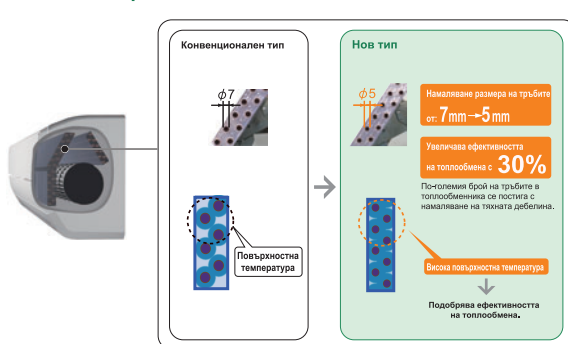 Конвенционален тип
ϕ7
Повърхностна
температура
Нов тип
ϕ5
Намаляване размера на тръбите
от: 7mm→5mm
Увеличава ефективността
на топлообмена с 30%
По-големия брой на тръбите в
топлообменника се постига с
намаляване на тяхната дебелина.
Висока повърхностна температура
Подобрява ефективността
на топлообмена.